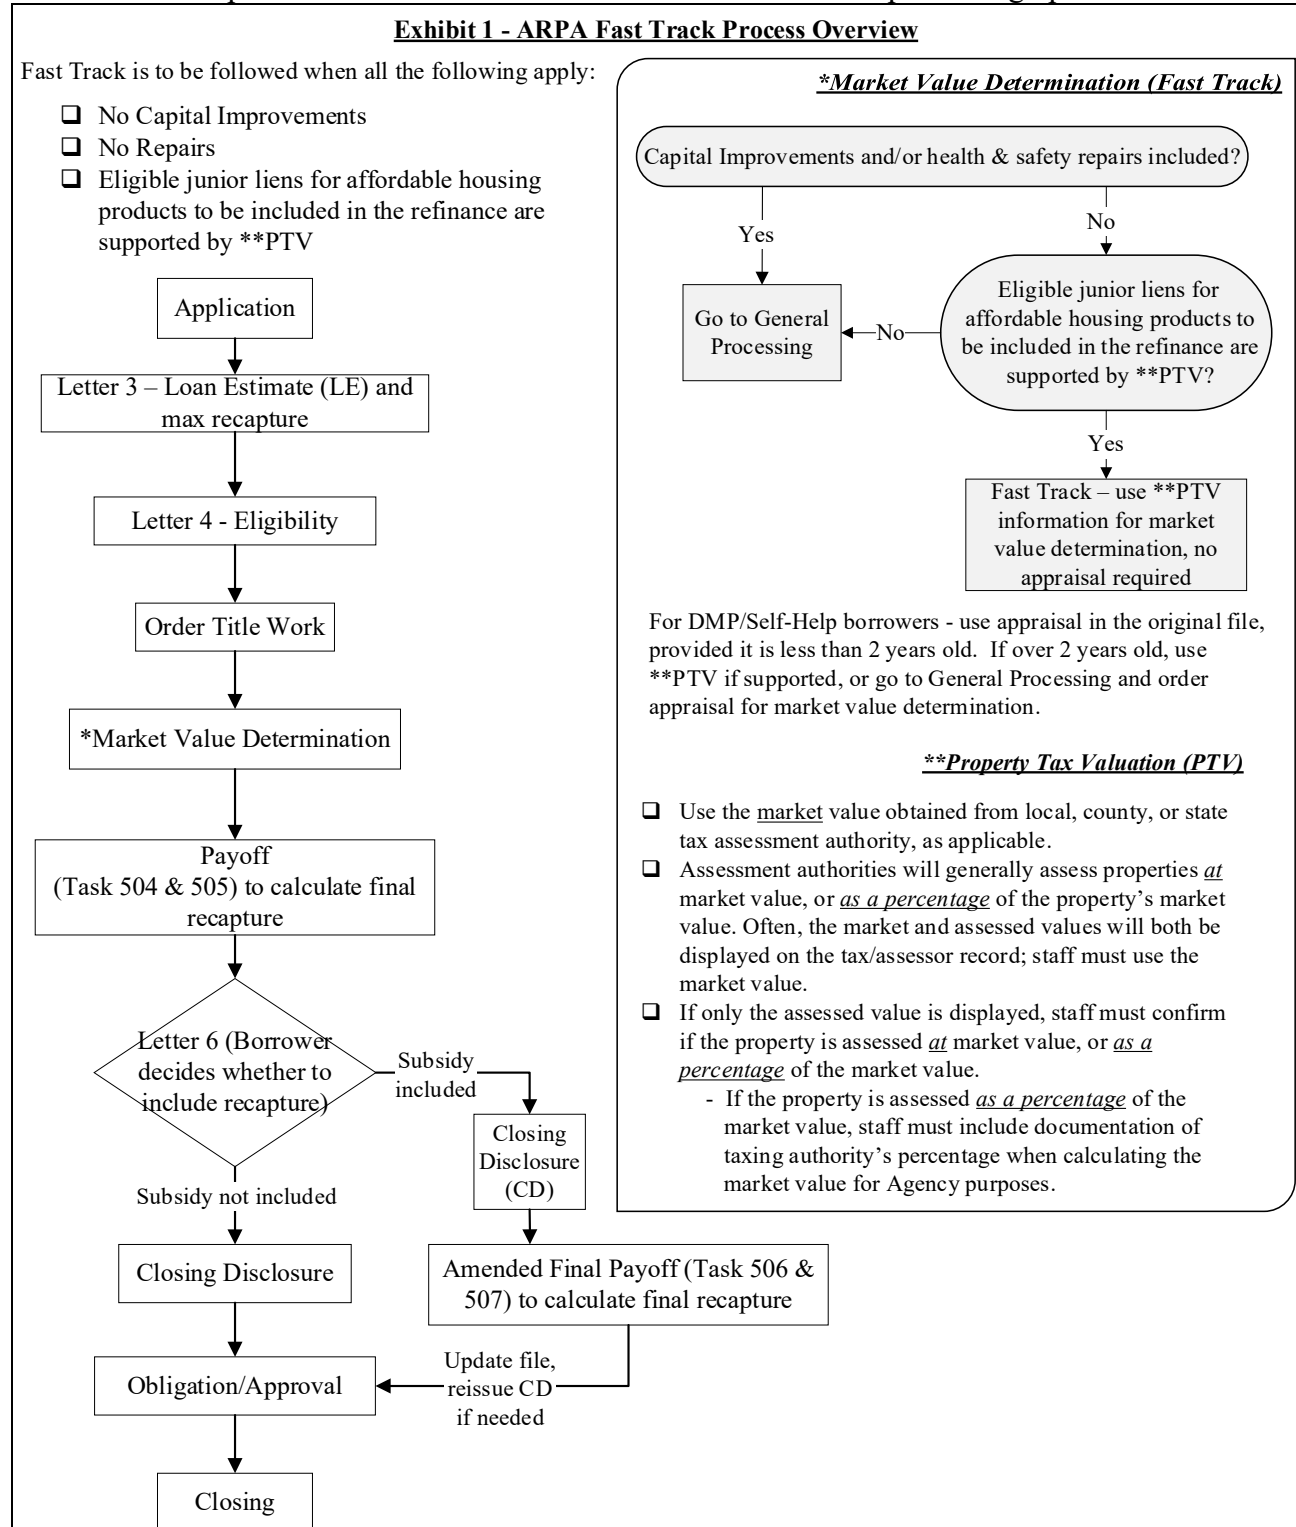 Exhibit 1 - ARPA Fast Track Process Overview
Fast Track is to be followed when all the following apply:
❑ No Capital Improvements
❑ No Repairs
❑ Eligible junior liens for affordable housing
products to be included in the refinance are
supported by **PTV
Application
Letter 3 – Loan Estimate (LE) and
max recapture
Letter 4 - Eligibility
Order Title Work
*Market Value Determination
Payoff
(Task 504 & 505) to calculate final
recapture
Letter 6 (Borrower
decides whether to
include recapture)
Subsidy
included
Closing
Disclosure
(CD)
Subsidy not included
Closing Disclosure
Amended Final Payoff (Task 506 &
507) to calculate final recapture
Update file,
reissue CD
if needed
Obligation/Approval
Closing
*Market Value Determination (Fast Track)
Capital Improvements and/or health & safety repairs included?
Yes
No
Go to General
Processing
No
Eligible junior liens for
affordable housing products to
be included in the refinance are
supported by **PTV?
Yes
Fast Track – use **PTV
information for market
value determination, no
appraisal required
For DMP/Self-Help borrowers - use appraisal in the original file,
provided it is less than 2 years old. If over 2 years old, use
**PTV if supported, or go to General Processing and order
appraisal for market value determination.
**Property Tax Valuation (PTV)
❑ Use the market value obtained from local, county, or state
tax assessment authority, as applicable.
❑ Assessment authorities will generally assess properties at
market value, or as a percentage of the property's market
value. Often, the market and assessed values will both be
displayed on the tax/assessor record; staff must use the
market value.
❑ If only the assessed value is displayed, staff must confirm
if the property is assessed at market value, or as a
percentage of the market value.
- If the property is assessed as a percentage of the
market value, staff must include documentation of
taxing authority's percentage when calculating the
market value for Agency purposes.